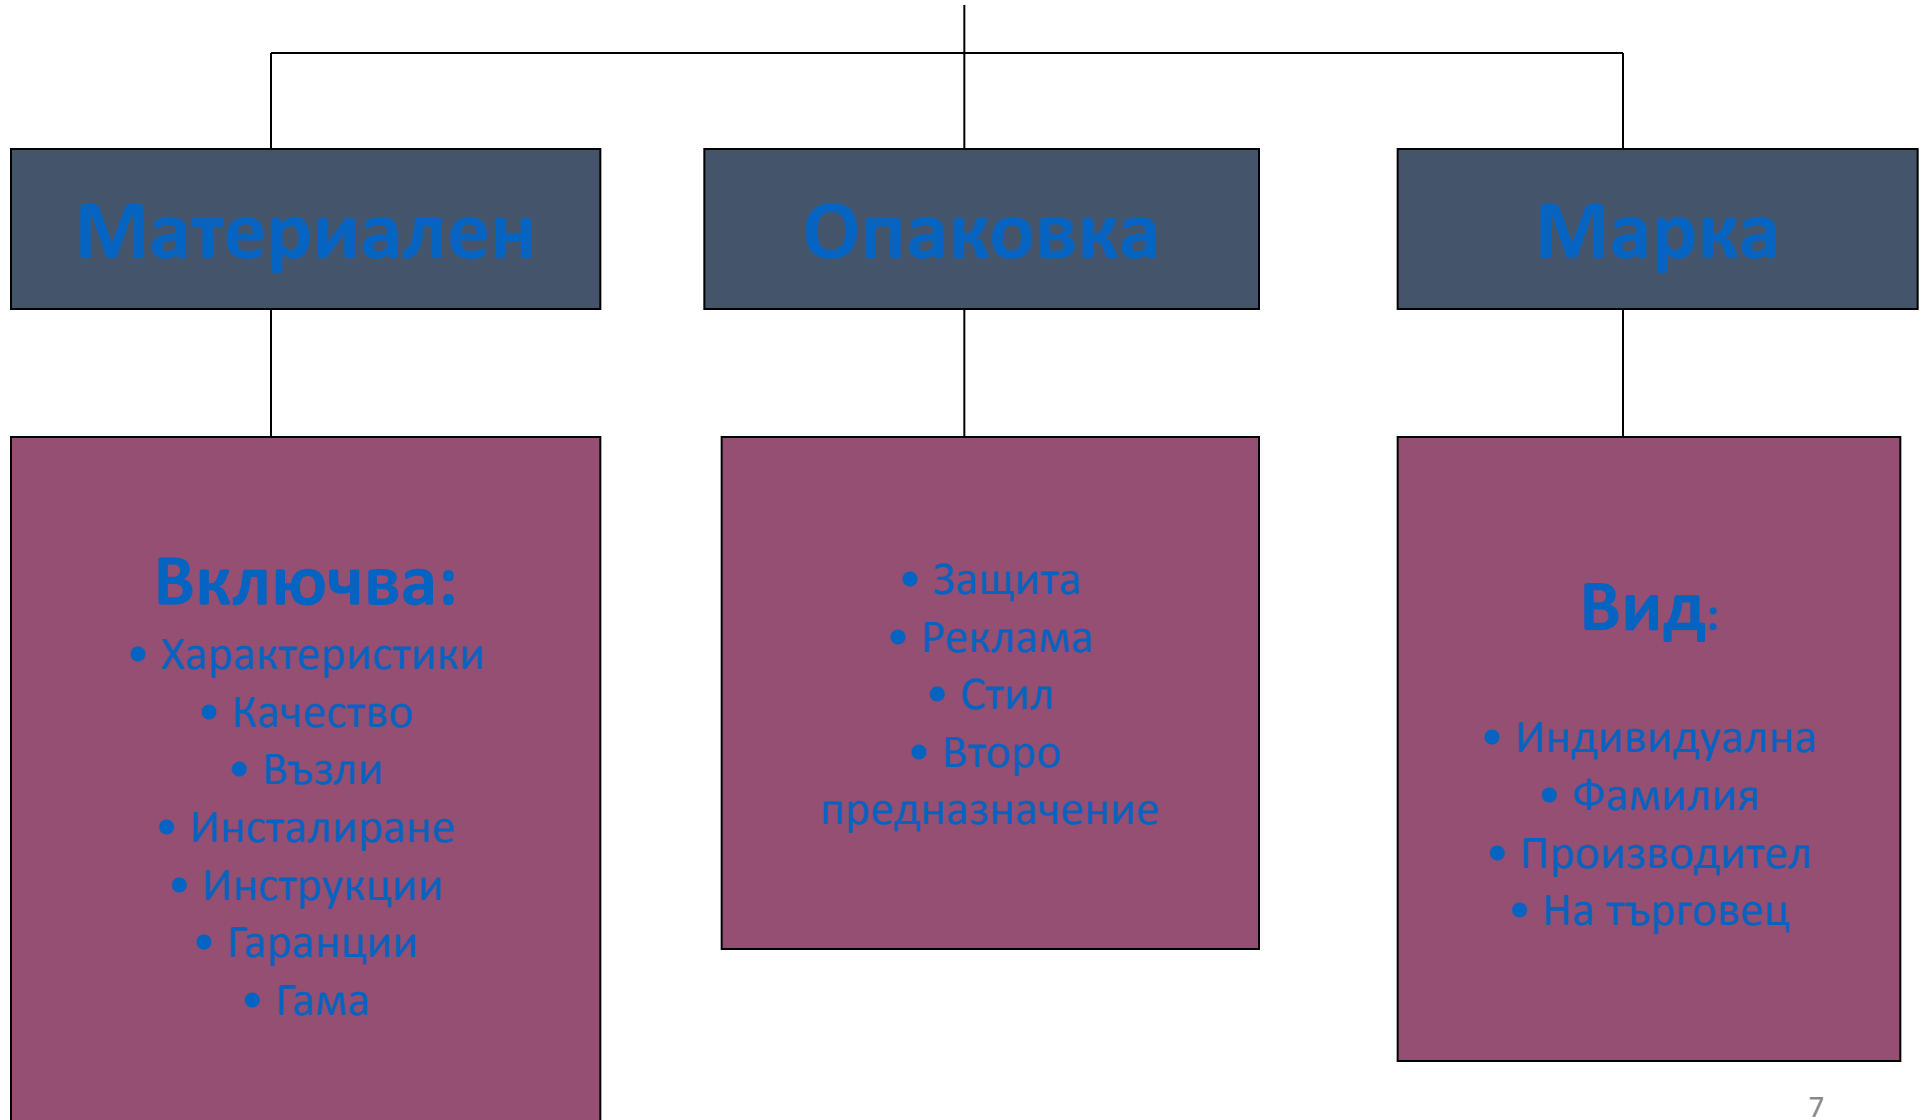 Материален
Опаковка
Марка
Включва:
• Характеристики
• Качество
• Възли
• Инсталиране
• Инструкции
• Гаранции
• Гама
• Защита
• Реклама
• Стил
• Второ
предназначение
Вид:
• Индивидуална
• Фамилия
• Производител
• На търговец
7